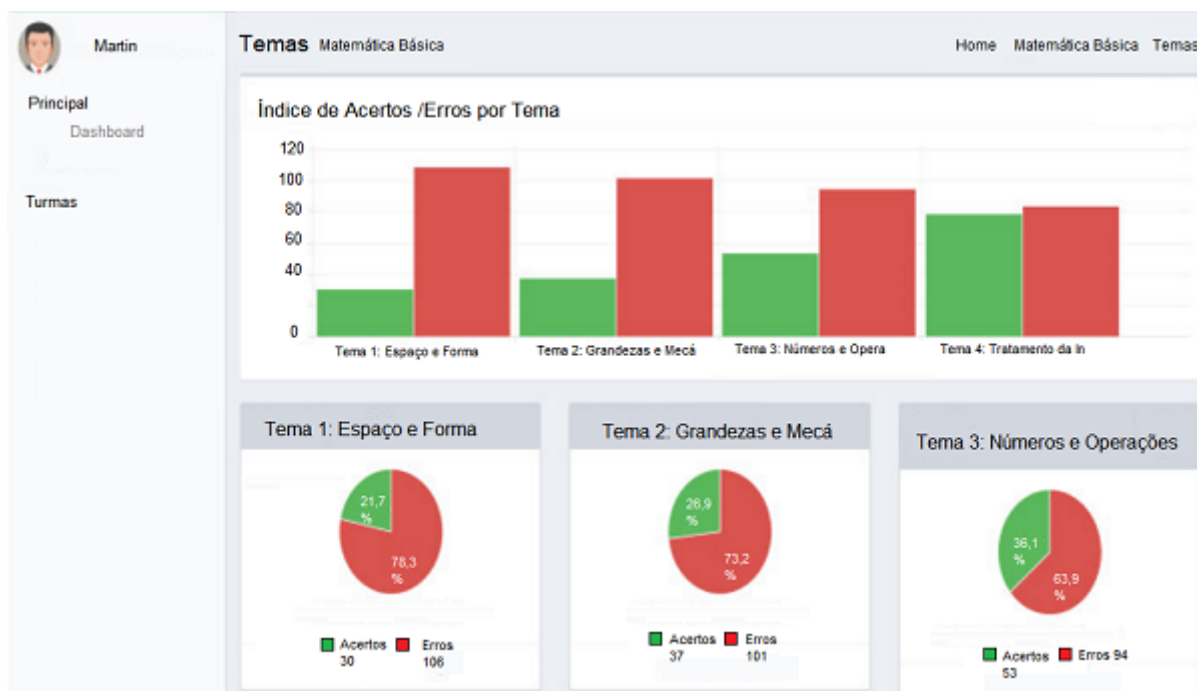 Martin
Principal
Dashboard
Turmas
Temas Matemática Básica
Home Matemática Básica Temas
Índice de Acertos /Erros por Tema
120
100
80
60
40
0
Tema 1: Espaço e Forma
Tema 2: Grandezas e Mecá
Tema 3: Números e Opera
Tema 4: Tratamento da In
Tema 1: Espaço e Forma
21,7
%
78,3
%
Acertos Erros
30 106
Tema 2: Grandezas e Mecá
26,9
%
73,2
%
Acertos Erros
37 101
Tema 3: Números e Operações
36,1
%
63,9
%
Acertos Erros 94
53